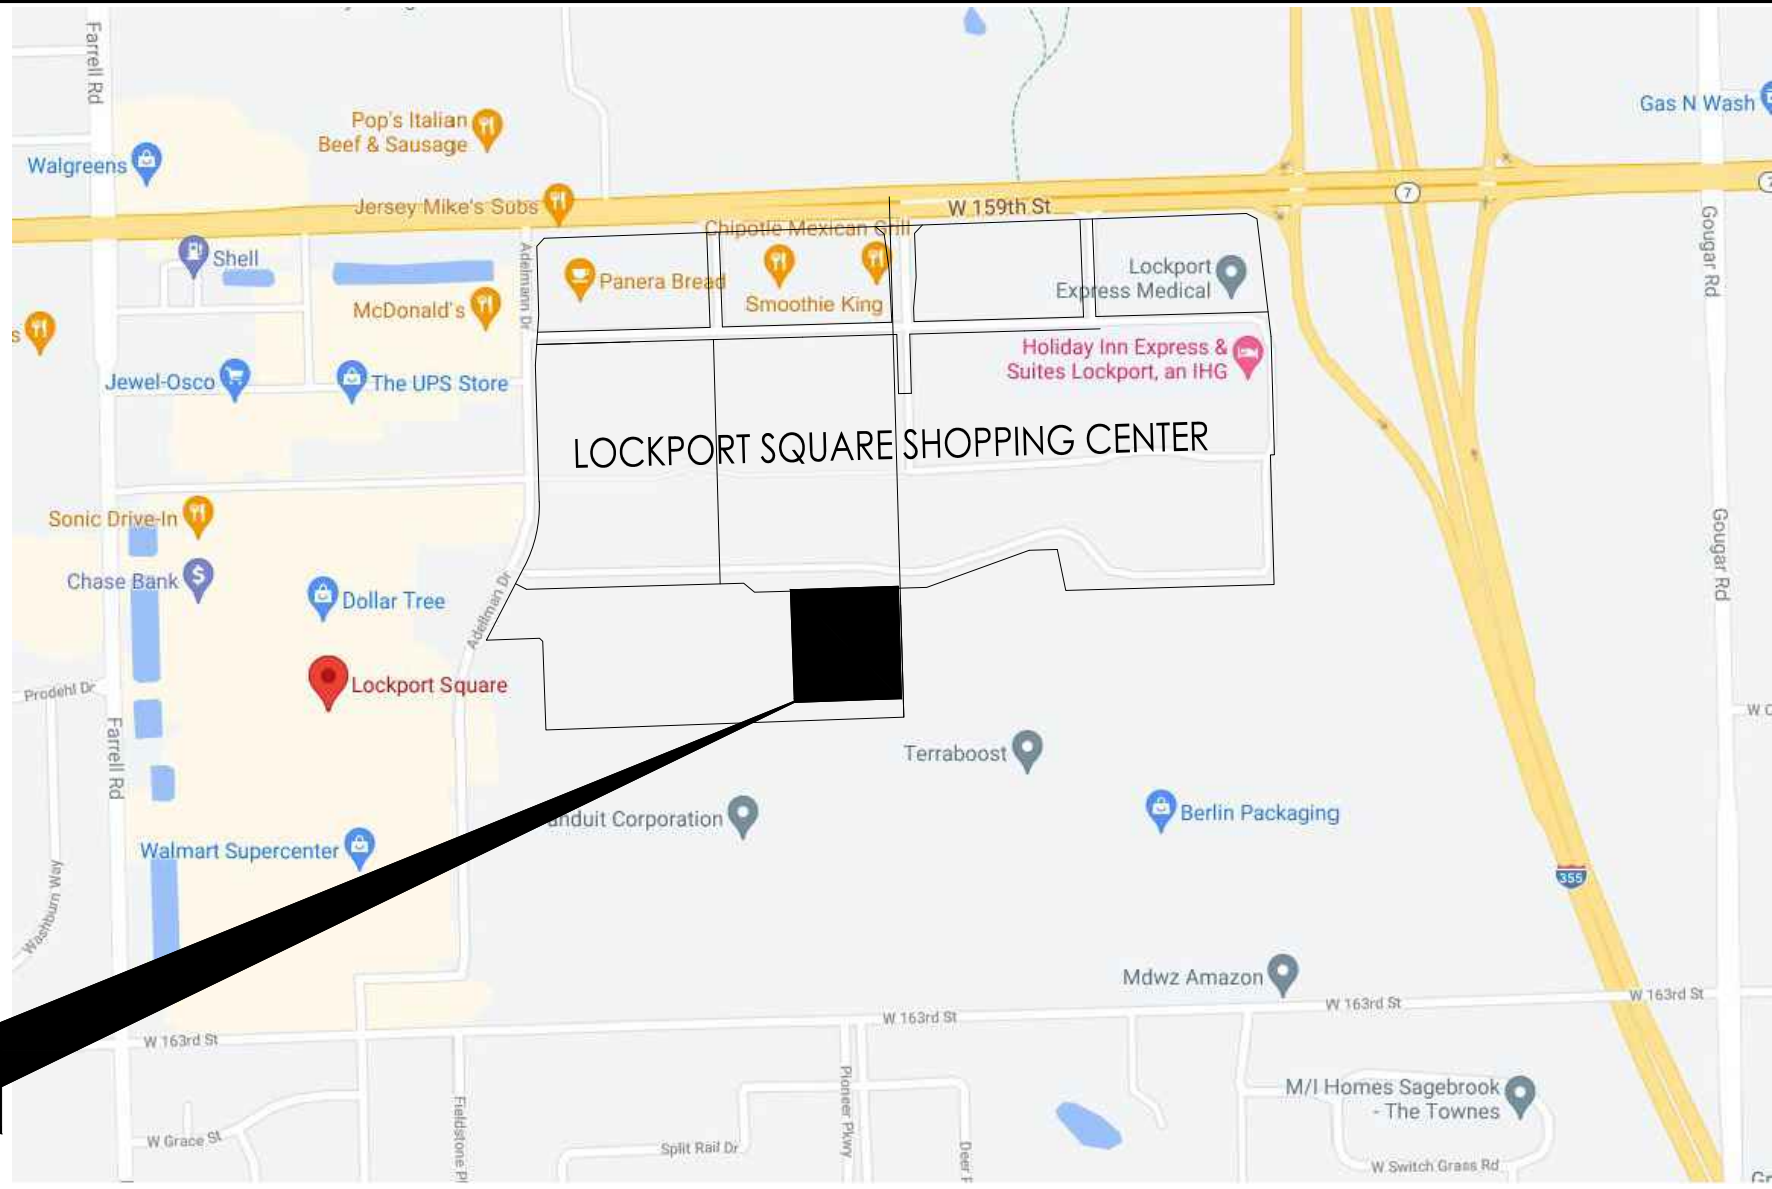 Farrell Rd
Pop's Italian
Beef & Sausage
Gas N Wash
Walgreens
7
7
Jersey Mike's Subs
W 159th St
Chipotle Mexican Grill
Gougar Rd
Shell
Adelmann Dr
Panera Bread
Lockport
Express Medical
McDonald's
Smoothie King
s
Holiday Inn Express &
Suites Lockport, an IHG
Jewel-Osco
The UPS Store
LOCKPORT SQUARE SHOPPING CENTER
Sonic Drive-In
Gougar Rd
Chase Bank
Dollar Tree
Adellman Dr
Lockport Square
Prodehl Dr
W
Farrell Rd
Terraboost
anduit Corporation
Berlin Packaging
Walmart Supercenter
355
Washburn Way
Mdwz Amazon
W 163rd St
W 163rd St
W 163rd St
W 163rd St
Pioneer Pkwy
M/I Homes Sagebrook
- The Townes
Fieldstone Pl
W Grace St
Split Rail Dr
Deer
W Switch Grass Rd
Gr